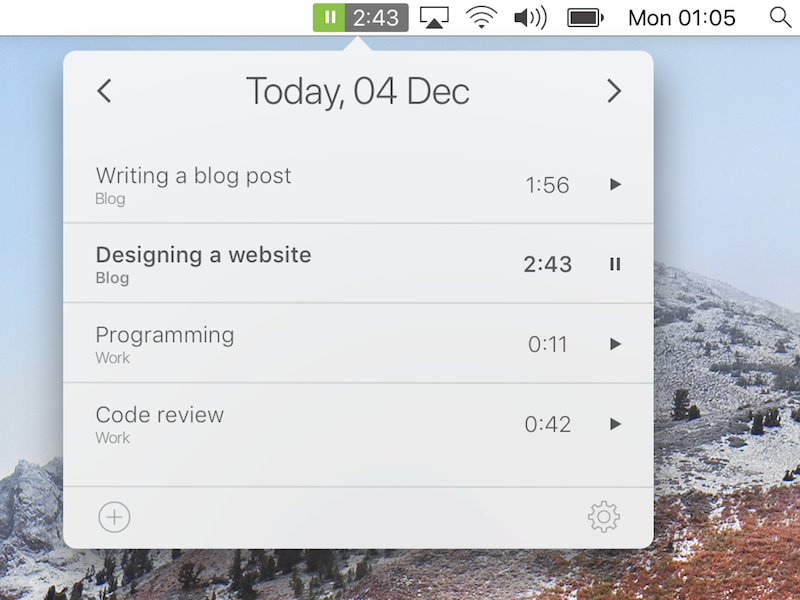 2:43 Mon 01:05
Today, 04 Dec
Writing a blog post 1:56
Blog
Designing a website 2:43
Blog
Programming 0:11
Work
Code review 0:42
Work